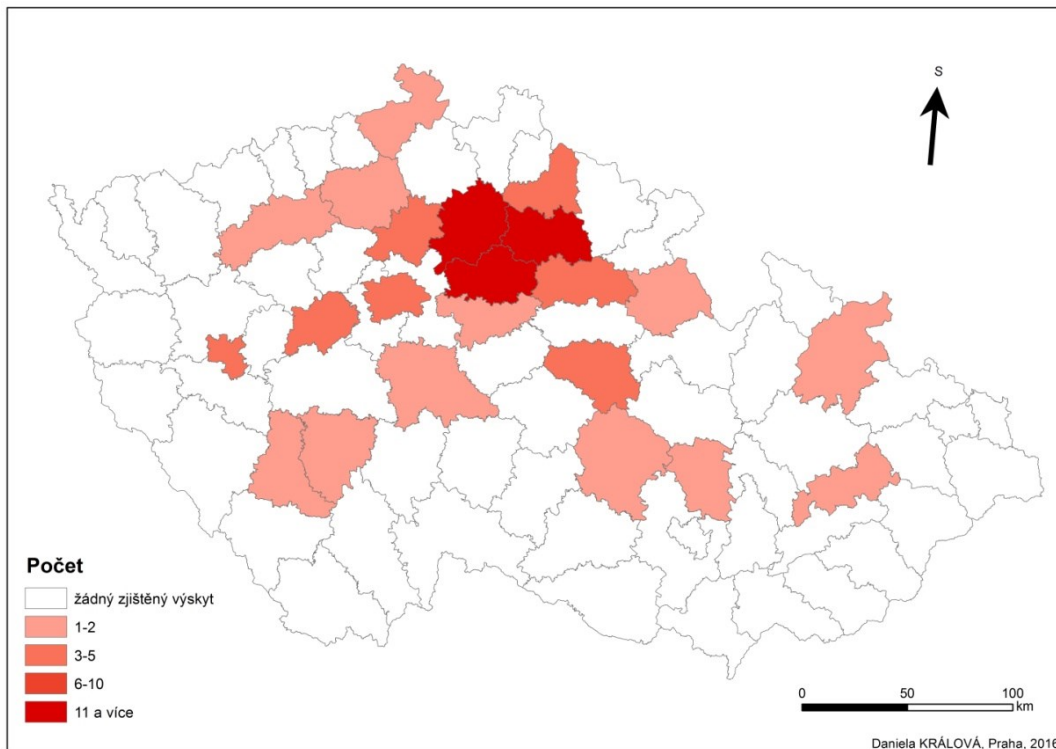 S
Počet
žádný zjištěný výskyt
1-2
3-5
6-10
11 a více
0 50 100
km
Daniela KRÁLOVÁ, Praha, 2016